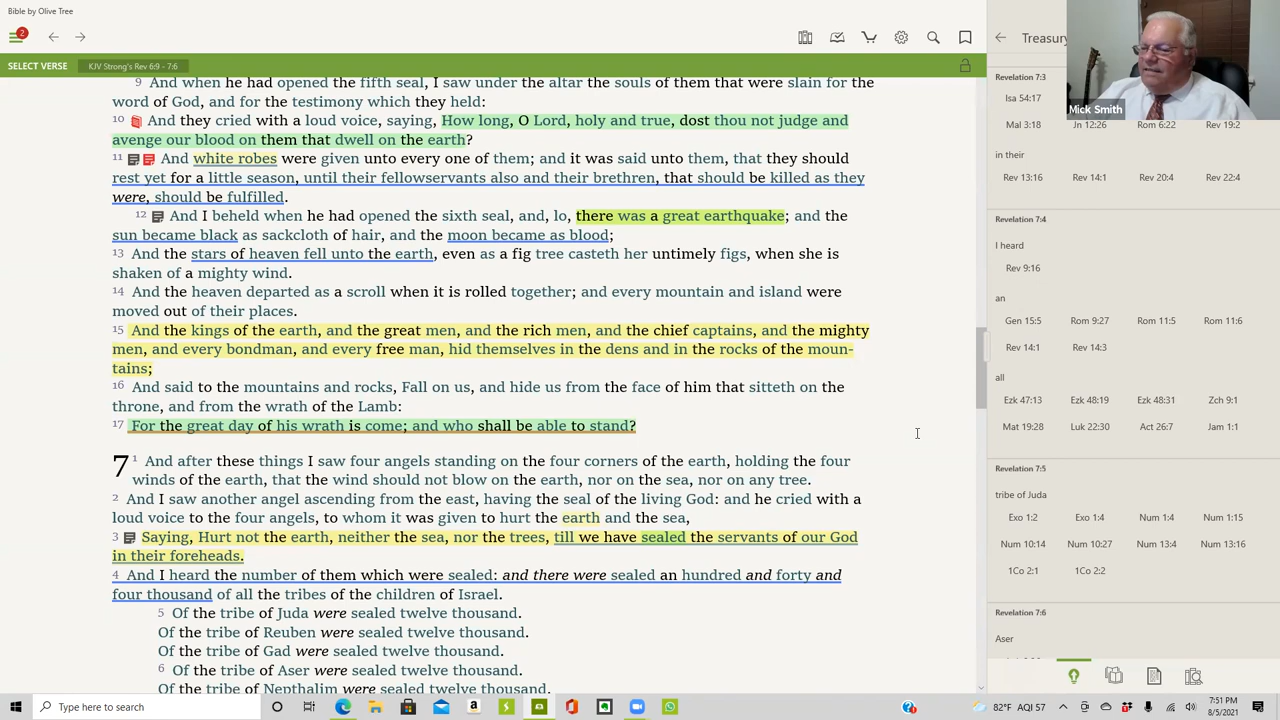 Bible by Olive Tree
2
Treasury
SELECT VERSE
KJV Strong's Rev 6:9 - 7:6
Mick Smith
9 And when he had opened the fifth seal, I saw under the altar the souls of them that were slain for the
word of God, and for the testimony which they held:
10 And they cried with a loud voice, saying, How long, O Lord, holy and true, dost thou not judge and
avenge our blood on them that dwell on the earth?
11 And white robes were given unto every one of them; and it was said unto them, that they should
rest yet for a little season, until their fellowservants also and their brethren, that should be killed as they
were, should be fulfilled.
12 And I beheld when he had opened the sixth seal, and, lo, there was a great earthquake; and the
sun became black as sackcloth of hair, and the moon became as blood;
13 And the stars of heaven fell unto the earth, even as a fig tree casteth her untimely figs, when she is
shaken of a mighty wind.
14 And the heaven departed as a scroll when it is rolled together; and every mountain and island were
moved out of their places.
15 And the kings of the earth, and the great men, and the rich men, and the chief captains, and the mighty
men, and every bondman, and every free man, hid themselves in the dens and in the rocks of the moun-
tains;
16 And said to the mountains and rocks, Fall on us, and hide us from the face of him that sitteth on the
throne, and from the wrath of the Lamb:
17 For the great day of his wrath is come; and who shall be able to stand?
7 1 And after these things I saw four angels standing on the four corners of the earth, holding the four
winds of the earth, that the wind should not blow on the earth, nor on the sea, nor on any tree.
2 And I saw another angel ascending from the east, having the seal of the living God: and he cried with a
loud voice to the four angels, to whom it was given to hurt the earth and the sea,
3 Saying, Hurt not the earth, neither the sea, nor the trees, till we have sealed the servants of our God
in their foreheads.
4 And I heard the number of them which were sealed: and there were sealed an hundred and forty and
four thousand of all the tribes of the children of Israel.
5 Of the tribe of Juda were sealed twelve thousand.
Of the tribe of Reuben were sealed twelve thousand.
Of the tribe of Gad were sealed twelve thousand.
6 Of the tribe of Aser were sealed twelve thousand.
Of the tribe of Nepthalim were sealed twelve thousand.
Revelation 7:3
Isa 54:17
Mal 3:18 Jn 12:26 Rom 6:22 Rev 19:2
in their
Rev 13:16 Rev 14:1 Rev 20:4 Rev 22:4
Revelation 7:4
I heard
Rev 9:16
an
Gen 15:5 Rom 9:27 Rom 11:5 Rom 11:6
Rev 14:1 Rev 14:3
all
Ezk 47:13 Ezk 48:19 Ezk 48:31 Zch 9:1
Mat 19:28 Luk 22:30 Act 26:7 Jam 1:1
Revelation 7:5
tribe of Juda
Exo 1:2 Exo 1:4 Num 1:4 Num 1:15
Num 10:14 Num 10:27 Num 13:4 Num 13:16
1Co 2:1 1Co 2:2
Revelation 7:6
Aser
Type here to search
82°F AQI 57
7:51 PM
8/5/2021